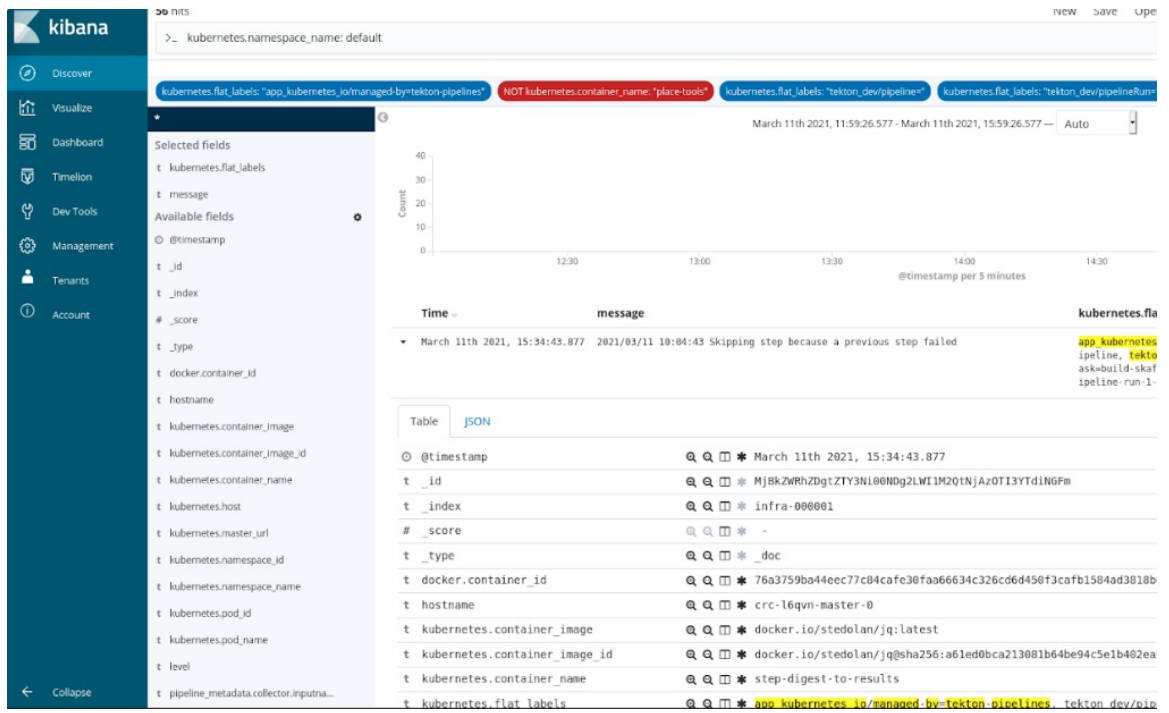 56 hits
New Save Open
kibana
>_ kubernetes.namespace_name: default
Discover
Visualize
Dashboard
Timelion
Dev Tools
Management
Tenants
Account
Collapse
kubernetes.flat_labels: "app_kubernetes_io/managed-by=tekton-pipelines" NOT kubernetes.container_name: "place-tools" kubernetes.flat_labels: "tekton_dev/pipeline=" kubernetes.flat_labels: "tekton_dev/pipelineRun=
*
Selected fields
t kubernetes.flat_labels
t message
Available fields
@timestamp
t _id
t _index
# _score
t _type
t docker.container_id
t hostname
t kubernetes.container_image
t kubernetes.container_image_id
t kubernetes.container_name
t kubernetes.host
t kubernetes.master_url
t kubernetes.namespace_id
t kubernetes.namespace_name
t kubernetes.pod_id
t kubernetes.pod_name
t level
t pipeline_metadata.collector.inputna...
March 11th 2021, 11:59:26.577 - March 11th 2021, 15:59:26.577 — Auto
Count
40
30
20
10
0
12:30 13:00 13:30 14:00 14:30
@timestamp per 5 minutes
Time message kubernetes.fla
March 11th 2021, 15:34:43.877 2021/03/11 10:04:43 Skipping step because a previous step failed app_kubernetes
ipeline, tekto
ask=build-skaf
ipeline-run-1-
Table JSON
@timestamp March 11th 2021, 15:34:43.877
t _id
t _index infra-000001
# _score -
t _type _doc
t docker.container_id 76a3759ba44eec77c84cafe30faa66634c326cd6d450f3cafb1584ad3818b
t hostname crc-l6qvn-master-0
t kubernetes.container_image docker.io/stedolan/jq:latest
t kubernetes.container_image_id docker.io/stedolan/jq@sha256:a61ed0bca213081b64be94c5e1b402ea
t kubernetes.container_name step-digest-to-results
t kubernetes.flat_labels app_kubernetes_io/managed-by=tekton-pipelines, tekton_dev/pip